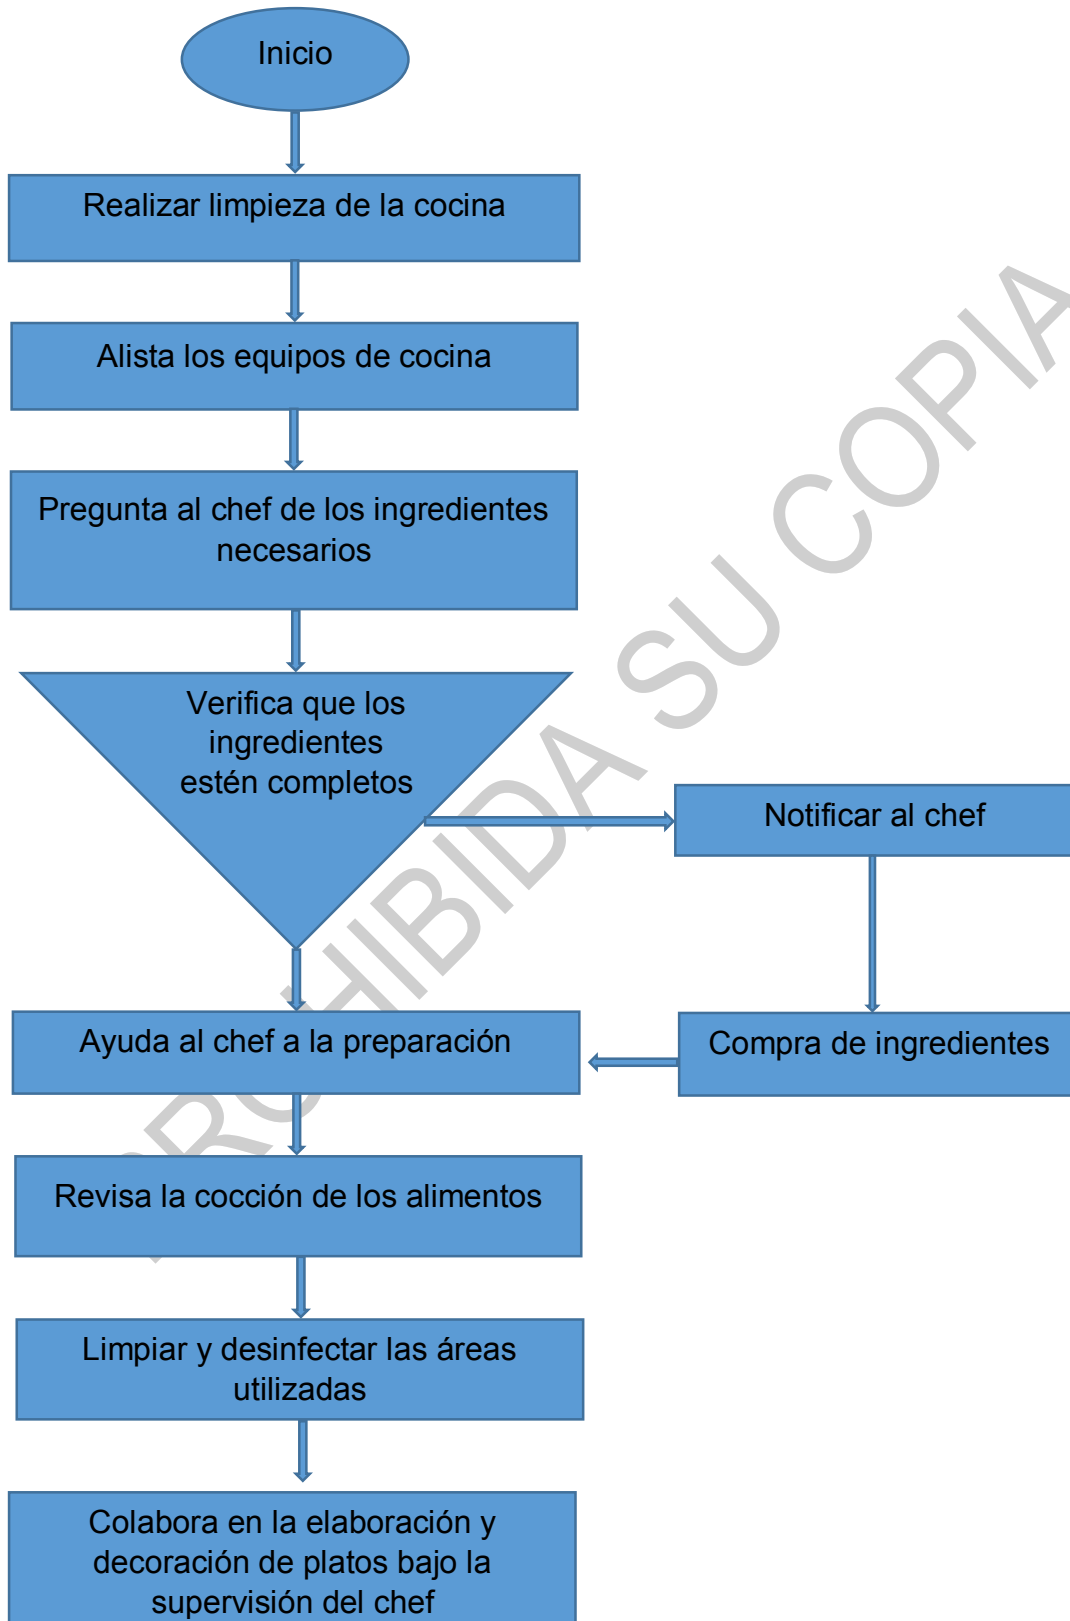 Inicio
Realizar limpieza de la cocina
Alista los equipos de cocina
Pregunta al chef de los ingredientes
necesarios
Verifica que los
ingredientes
estén completos
Notificar al chef
Ayuda al chef a la preparación
Compra de ingredientes
Revisa la cocción de los alimentos
Limpiar y desinfectar las áreas
utilizadas
Colabora en la elaboración y
decoración de platos bajo la
supervisión del chef
PROHIBIDA SU COPIA